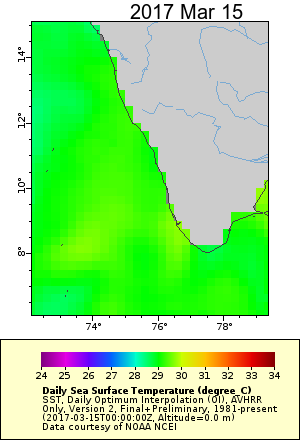 2017 Mar 15
14°
12°
10°
8°
74°
76°
78°
24 25 26 27 28 29 30 31 32 33 34
Daily Sea Surface Temperature (degree_C)
SST, Daily Optimum Interpolation (OI), AVHRR
Only, Version 2, Final+Preliminary, 1981-present
(2017-03-15T00:00:00Z, Altitude=0.0 m)
Data courtesy of NOAA NCEI